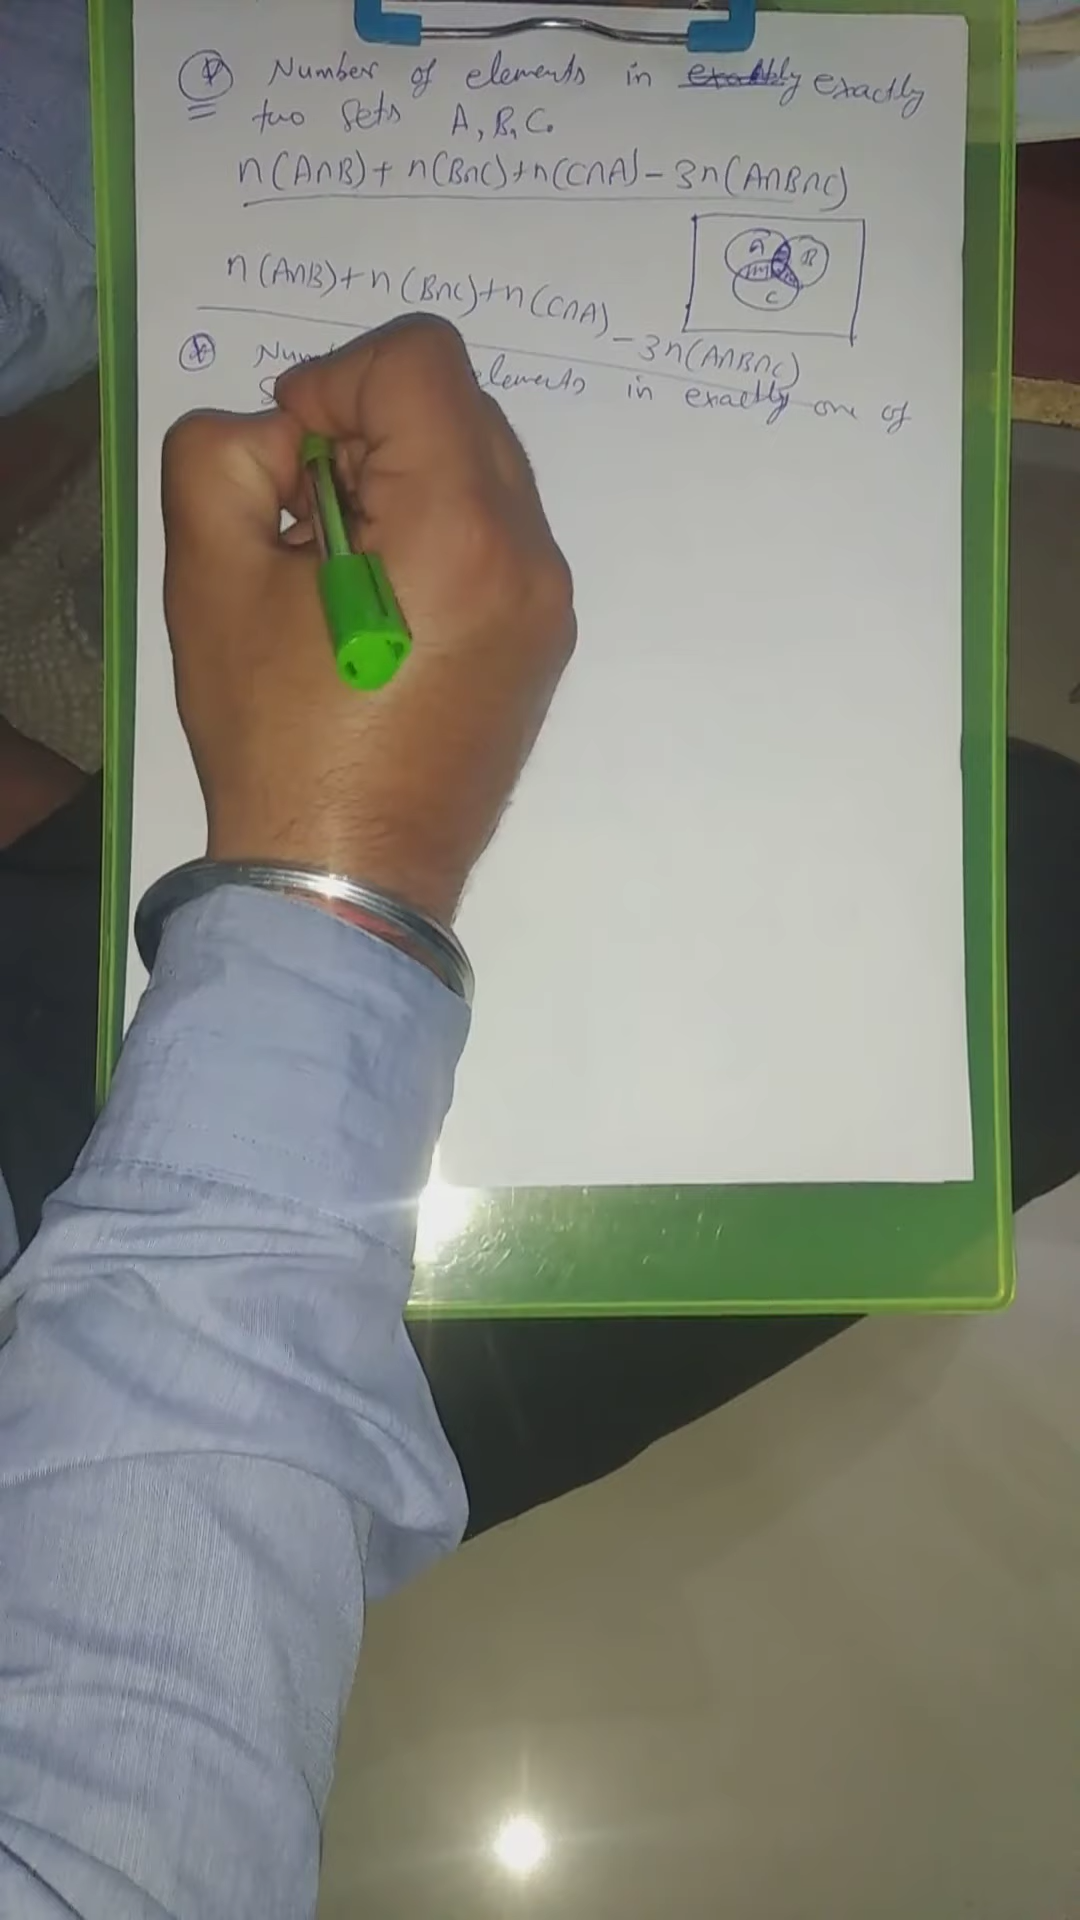 Number of elements in exactly exactly
two sets A, B, C.
n(A∩B)+ n(B∩C)+n(C∩A)- 3n(A∩B∩C)
A B
C
n(A∩B)+n(B∩C)+n(C∩A)
-3n(A∩B∩C)
elements in exactly one of